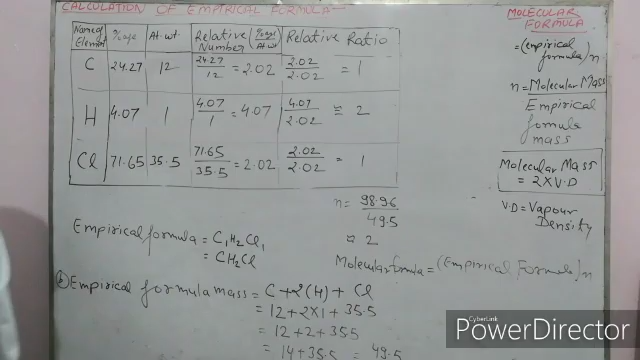 CALCULATION OF EMPIRICAL FORMULA—
Name of Element | %age | At.wt | Relative Number (%age/At wt) | Relative Ratio
C | 24.27 | 12 | 24.27/12 = 2.02 | 2.02/2.02 = 1
H | 4.07 | 1 | 4.07/1 = 4.07 | 4.07/2.02 ≅ 2
Cl | 71.65 | 35.5 | 71.65/35.5 = 2.02 | 2.02/2.02 = 1
Empirical formula = C₁H₂Cl₁
= CH₂Cl
Empirical formula mass = C+2(H)+Cl
= 12+2×1+35.5
= 12+2+35.5
= 14+35.5 = 49.5
n = 98.96/49.5
= 2
Molecular formula = (Empirical Formula)n
MOLECULAR
FORMULA
= (empirical
formula)n
n = Molecular Mass
Empirical
formula
mass
Molecular Mass
= 2×V.D
V.D = Vapour
Density
CyberLink
PowerDirector